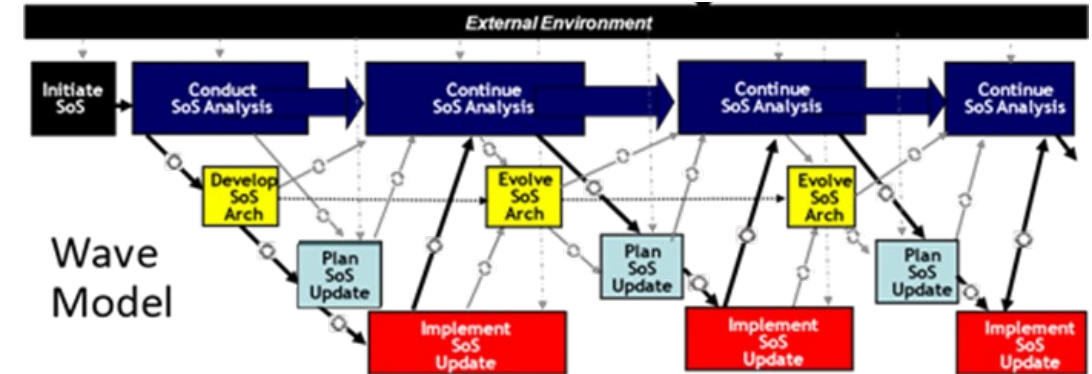 External Environment
Initiate
SoS
Conduct
SoS Analysis
Continue
SoS Analysis
Continue
SoS Analysis
Continue
SoS Analysis
Develop
SoS
Arch
Evolve
SoS
Arch
Evolve
SoS
Arch
Plan
SoS
Update
Plan
SoS
Update
Plan
SoS
Update
Wave
Model
Implement
SoS
Update
Implement
SoS
Update
Implement
SoS
Update